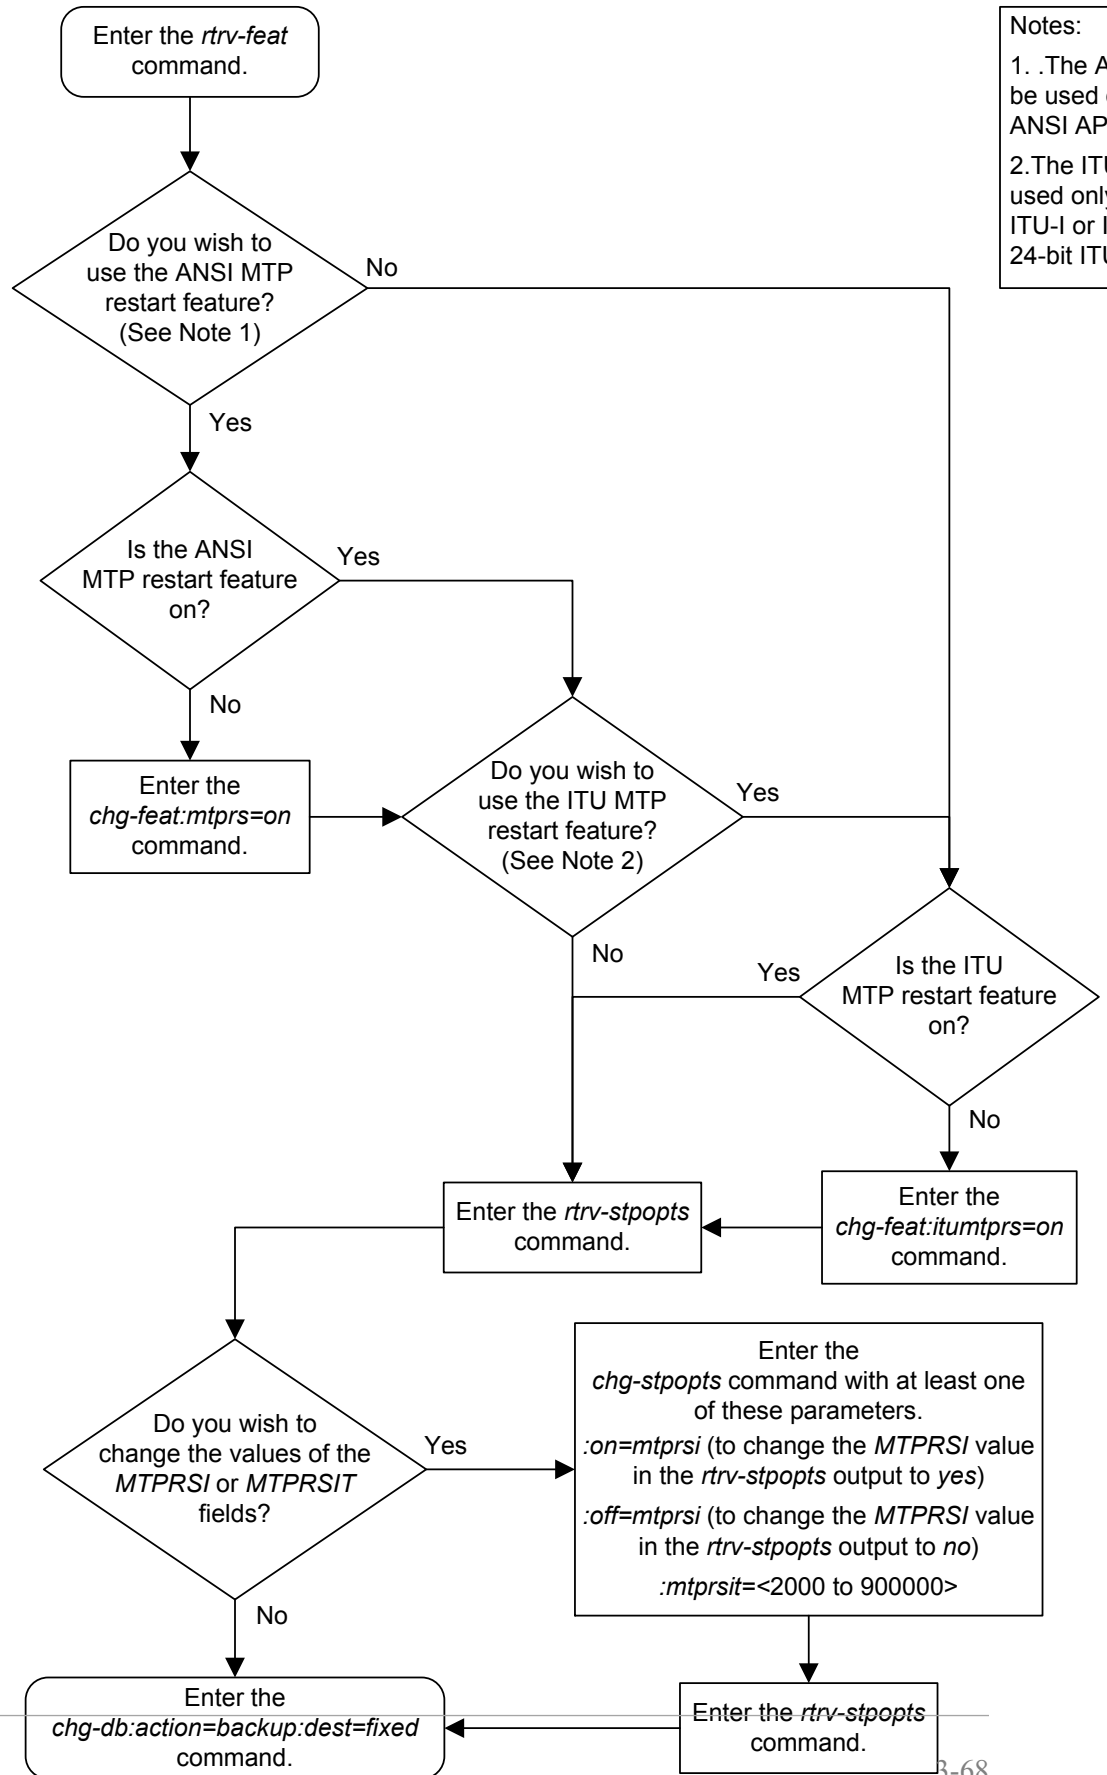 Enter the rtrv-feat
command.
Notes:
1. .The
be used
ANSI
2.The
used
ITU-I or
24-bit
Do you wish to
use the ANSI MTP
restart feature?
(See Note 1)
No
Yes
Is the ANSI
MTP restart feature
on?
Yes
No
Enter the
chg-feat:mtprs=on
command.
Do you wish to
use the ITU MTP
restart feature?
(See Note 2)
Yes
No
Is the ITU
MTP restart feature
on?
Yes
No
Enter the rtrv-stpopts
command.
Enter the
chg-feat:itumtprs=on
command.
Do you wish to
change the values of the
MTPRSI or MTPRSIT
fields?
Yes
No
Enter the
chg-stpopts command with at least one
of these parameters.
:on=mtprsi (to change the MTPRSI value
in the rtrv-stpopts output to yes)
:off=mtprsi (to change the MTPRSI value
in the rtrv-stpopts output to no)
:mtprsit=<2000 to 900000>
Enter the
chg-db:action=backup:dest=fixed
command.
Enter the rtrv-stpopts
command.
3-68